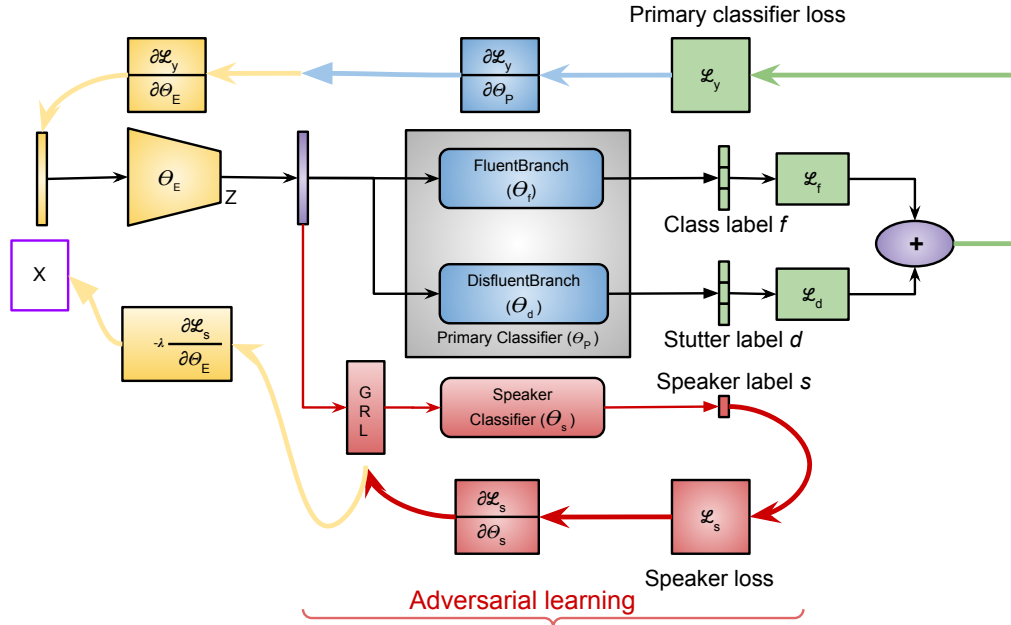 Primary classifier loss
∂ℒy
∂ΘE
∂ℒy
∂ΘP
ℒy
ΘE
Z
FluentBranch
(Θf)
Class label f
ℒf
+
X
DisfluentBranch
(Θd)
Primary Classifier (ΘP)
Stutter label d
ℒd
-λ ∂ℒs
∂ΘE
G
R
L
Speaker
Classifier (Θs)
Speaker label s
∂ℒs
∂Θs
ℒs
Speaker loss
Adversarial learning